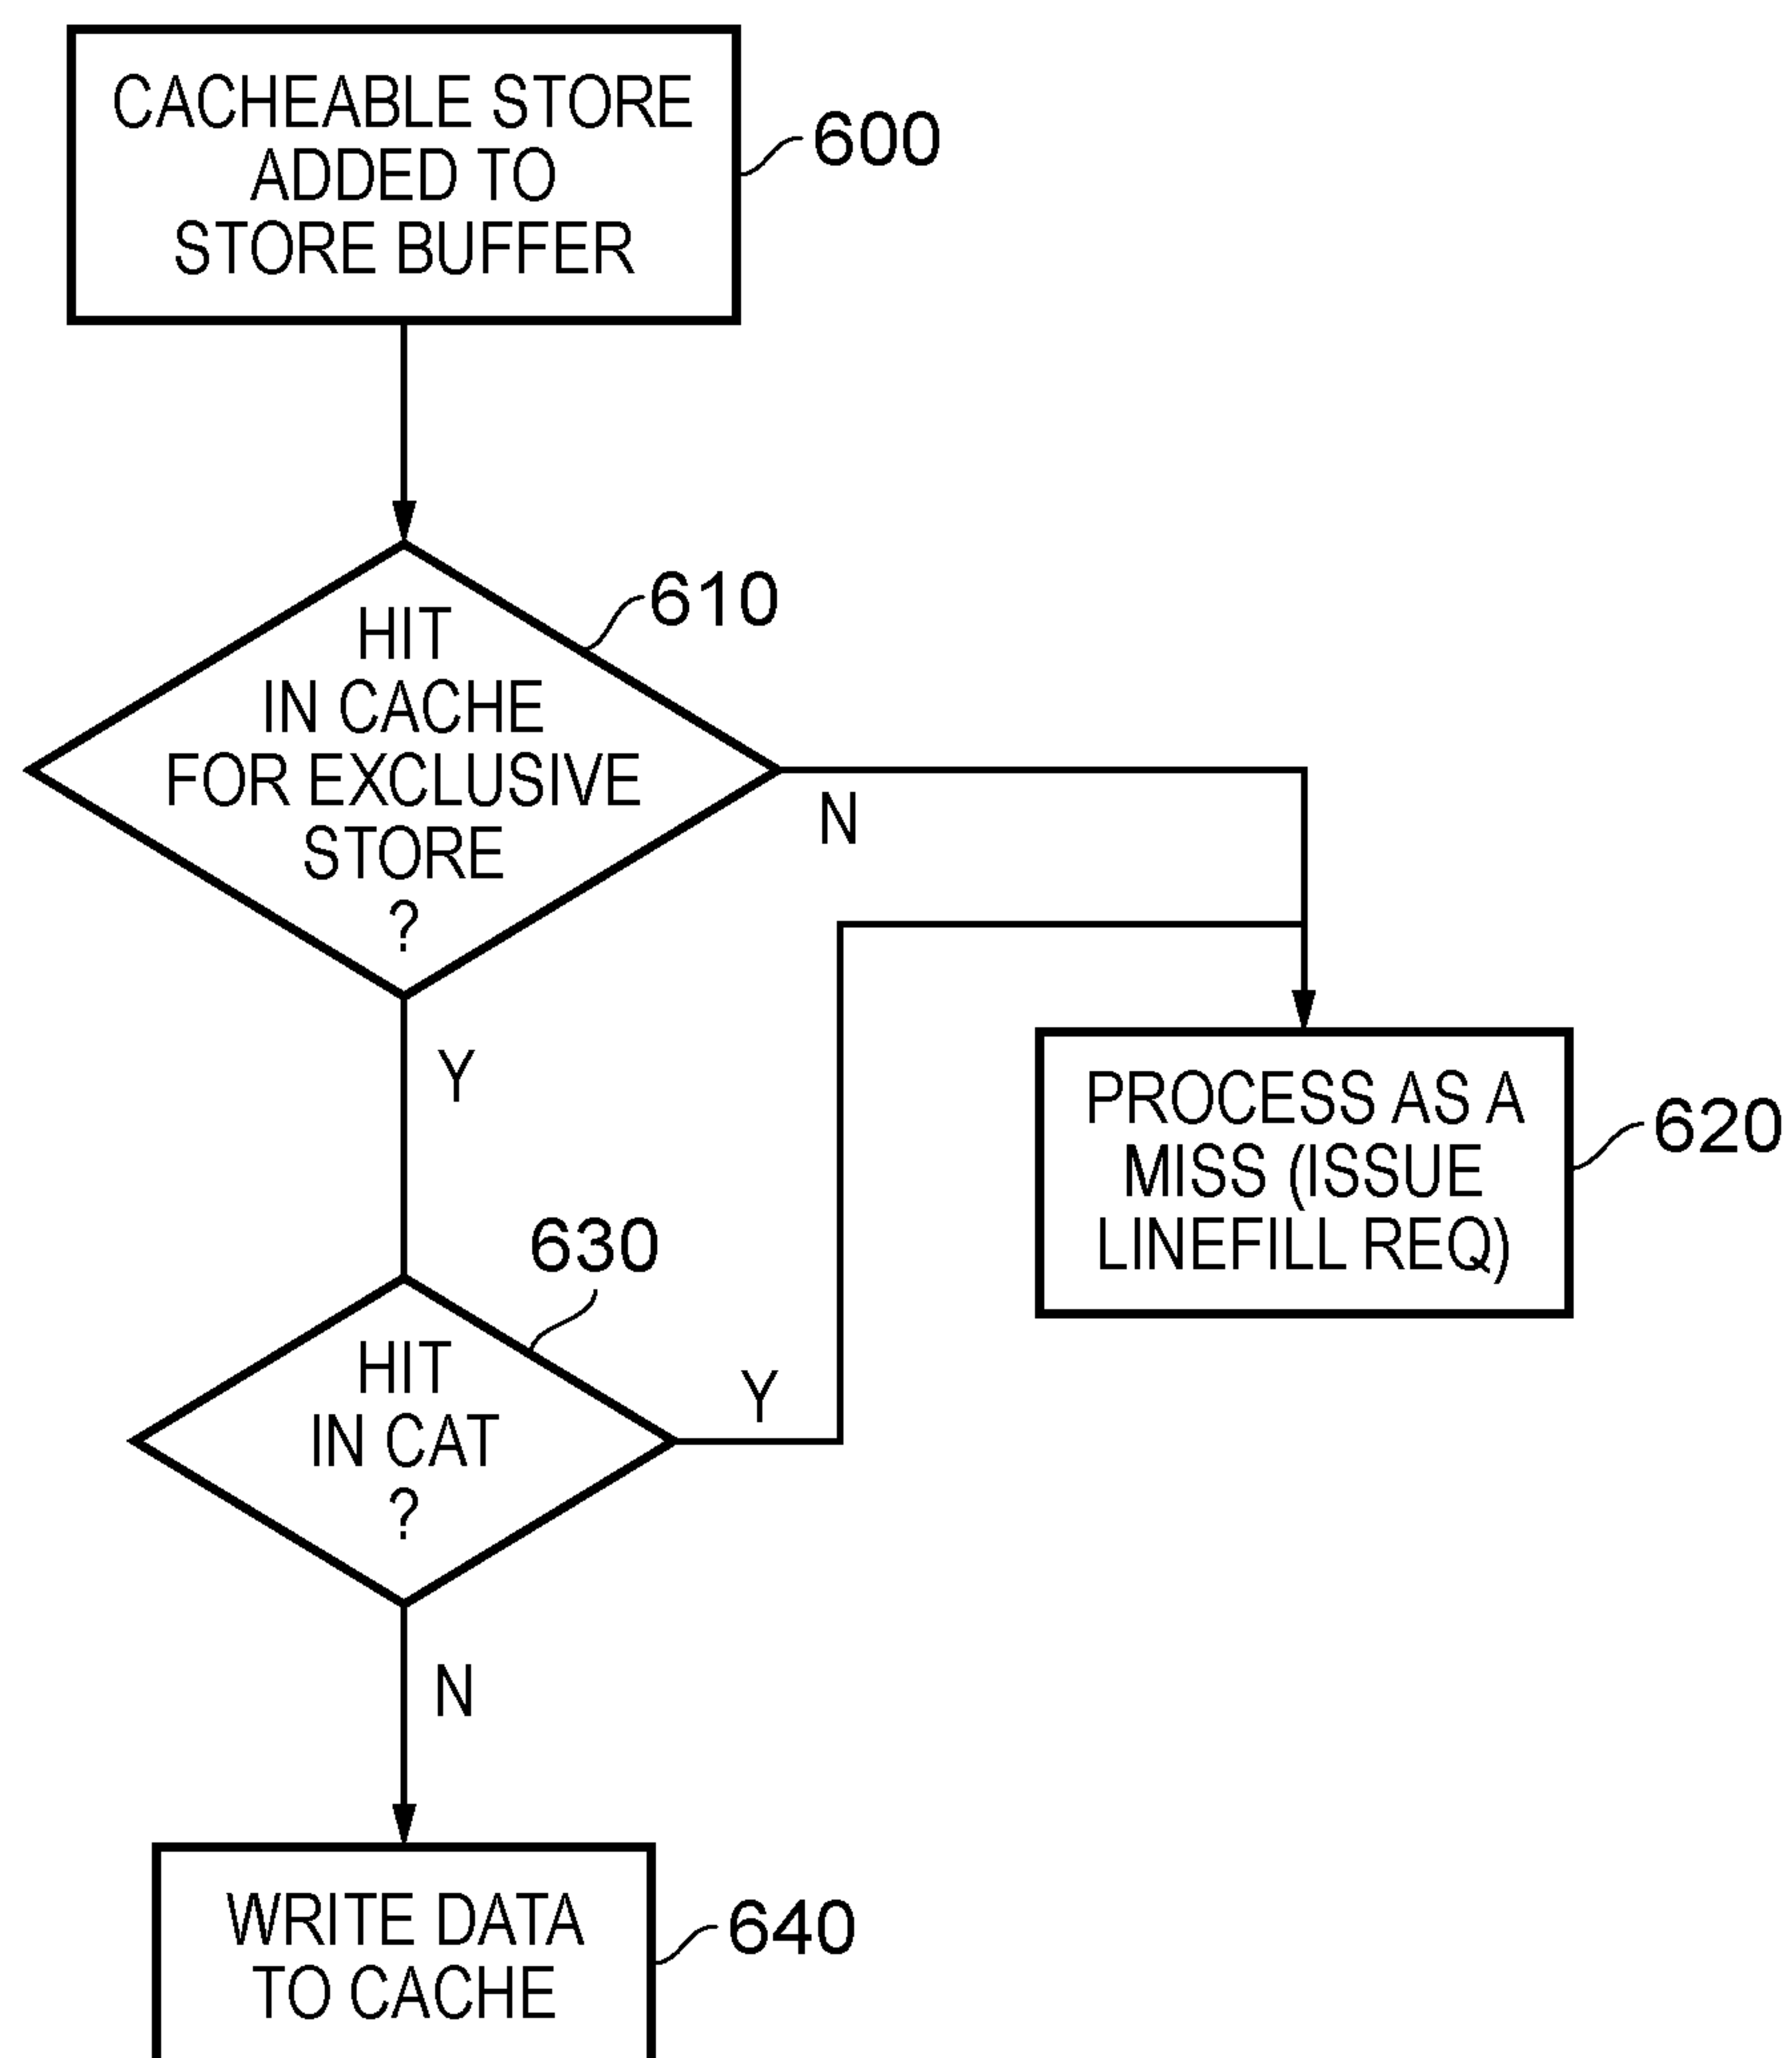 CACHEABLE STORE
ADDED TO
STORE BUFFER
600
HIT
IN CACHE
FOR EXCLUSIVE
STORE
?
610
N
Y
PROCESS AS A
MISS (ISSUE
LINEFILL REQ)
620
630
HIT
IN CAT
?
Y
N
WRITE DATA
TO CACHE
640